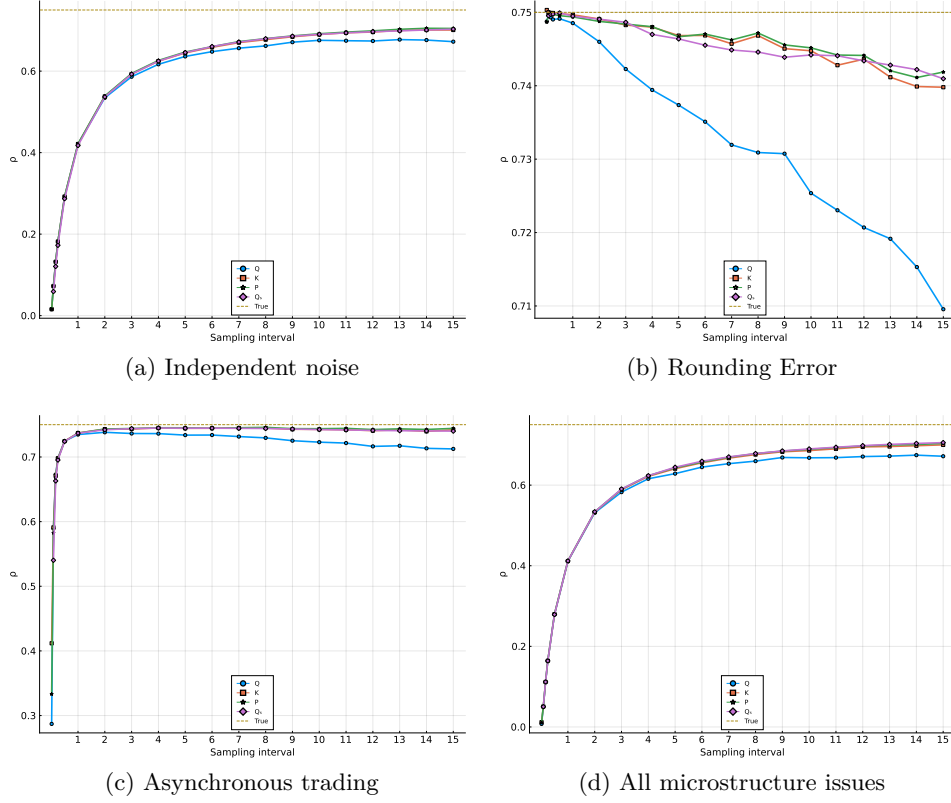 ρ
0.6
0.4
0.2
0.0
1 2 3 4 5 6 7 8 9 10 11 12 13 14 15
Sampling interval
Q
K
P
Qₛ
True
(a) Independent noise
ρ
0.75
0.74
0.73
0.72
0.71
1 2 3 4 5 6 7 8 9 10 11 12 13 14 15
Sampling interval
Q
K
P
True
(b) Rounding Error
ρ
0.7
0.6
0.5
0.4
0.3
1 2 3 4 5 6 7 8 9 10 11 12 13 14 15
Sampling interval
Q
K
P
True
(c) Asynchronous trading
ρ
0.6
0.4
0.2
0.0
1 2 3 4 5 6 7 8 9 10 11 12 13 14 15
Sampling interval
Q
K
P
True
(d) All microstructure issues